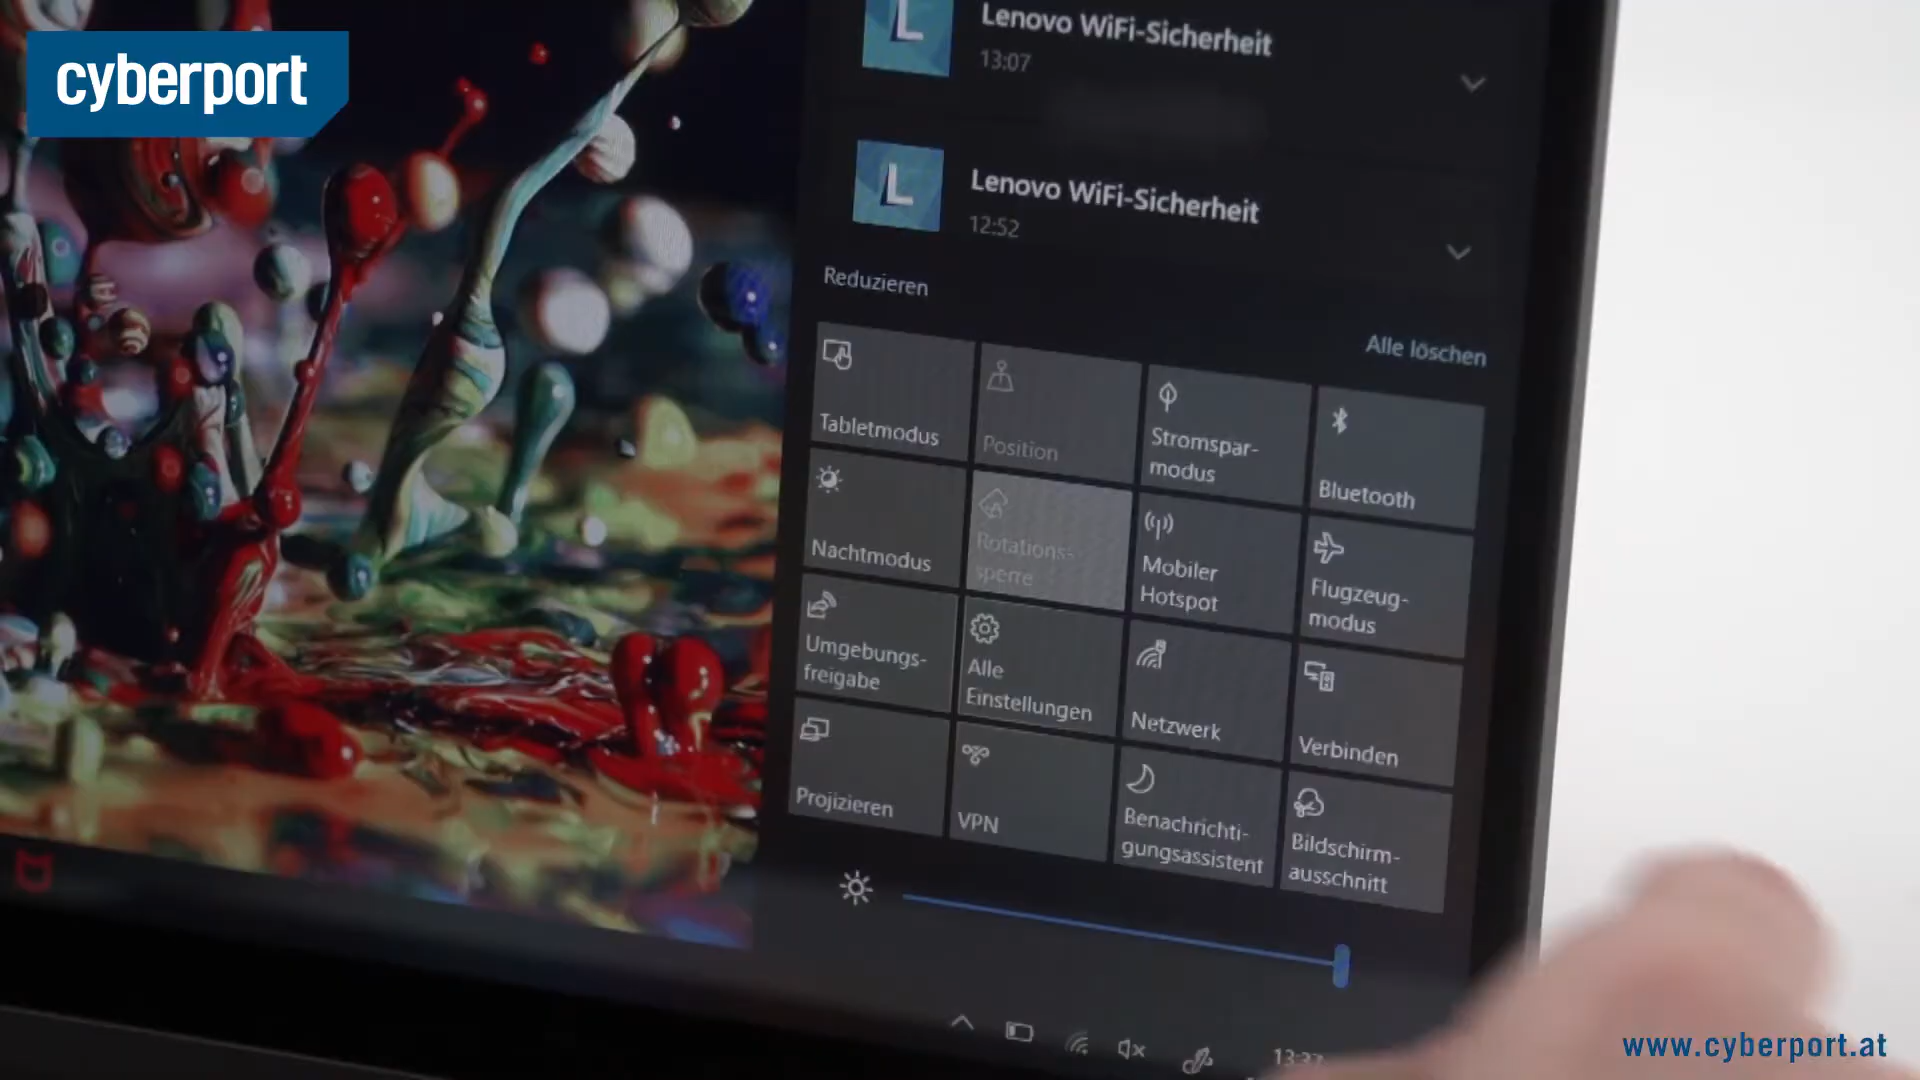 cyberport
Lenovo WiFi-Sicherheit
13:07
Lenovo WiFi-Sicherheit
12:52
Reduzieren
Alle löschen
Tabletmodus
Position
Stromspar-
modus
Bluetooth
Nachtmodus
Rotations-
sperre
Mobiler
Hotspot
Flugzeug-
modus
Umgebungs-
freigabe
Alle
Einstellungen
Netzwerk
Verbinden
Projizieren
VPN
Benachrichti-
gungsassistent
Bildschirm-
ausschnitt
www.cyberport.at